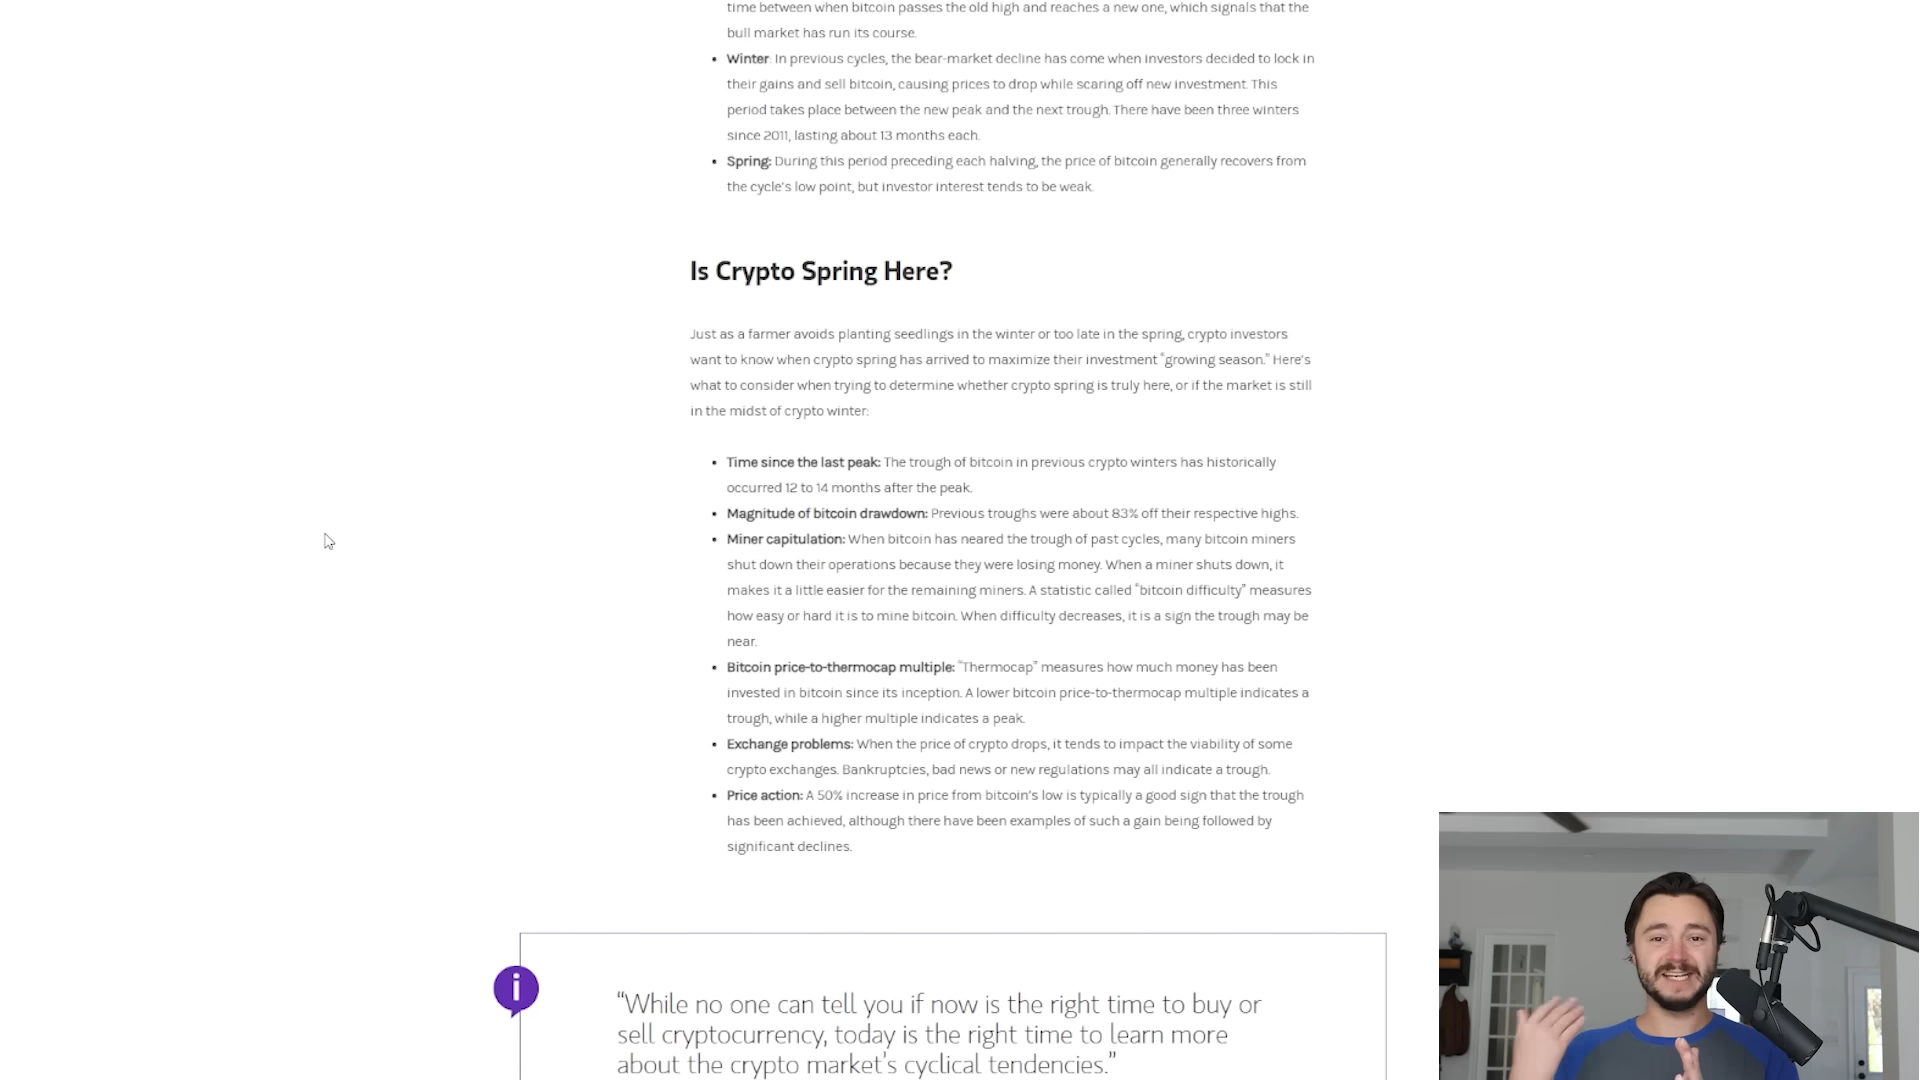 time between when bitcoin passes the old high and reaches a new one, which signals that the
bull market has run its course.
• Winter: In previous cycles, the bear-market decline has come when investors decided to lock in
their gains and sell bitcoin, causing prices to drop while scaring off new investment. This
period takes place between the new peak and the next trough. There have been three winters
since 2011, lasting about 13 months each.
• Spring: During this period preceding each halving, the price of bitcoin generally recovers from
the cycle's low point, but investor interest tends to be weak.
Is Crypto Spring Here?
Just as a farmer avoids planting seedlings in the winter or too late in the spring, crypto investors
want to know when crypto spring has arrived to maximize their investment “growing season.” Here's
what to consider when trying to determine whether crypto spring is truly here, or if the market is still
in the midst of crypto winter:
• Time since the last peak: The trough of bitcoin in previous crypto winters has historically
occurred 12 to 14 months after the peak.
• Magnitude of bitcoin drawdown: Previous troughs were about 83% off their respective highs.
• Miner capitulation: When bitcoin has neared the trough of past cycles, many bitcoin miners
shut down their operations because they were losing money. When a miner shuts down, it
makes it a little easier for the remaining miners. A statistic called “bitcoin difficulty” measures
how easy or hard it is to mine bitcoin. When difficulty decreases, it is a sign the trough may be
near.
• Bitcoin price-to-thermocap multiple: “Thermocap” measures how much money has been
invested in bitcoin since its inception. A lower bitcoin price-to-thermocap multiple indicates a
trough, while a higher multiple indicates a peak.
• Exchange problems: When the price of crypto drops, it tends to impact the viability of some
crypto exchanges. Bankruptcies, bad news or new regulations may all indicate a trough.
• Price action: A 50% increase in price from bitcoin's low is typically a good sign that the trough
has been achieved, although there have been examples of such a gain being followed by
significant declines.
i
“While no one can tell you if now is the right time to buy or
sell cryptocurrency, today is the right time to learn more
about the crypto market's cyclical tendencies.”